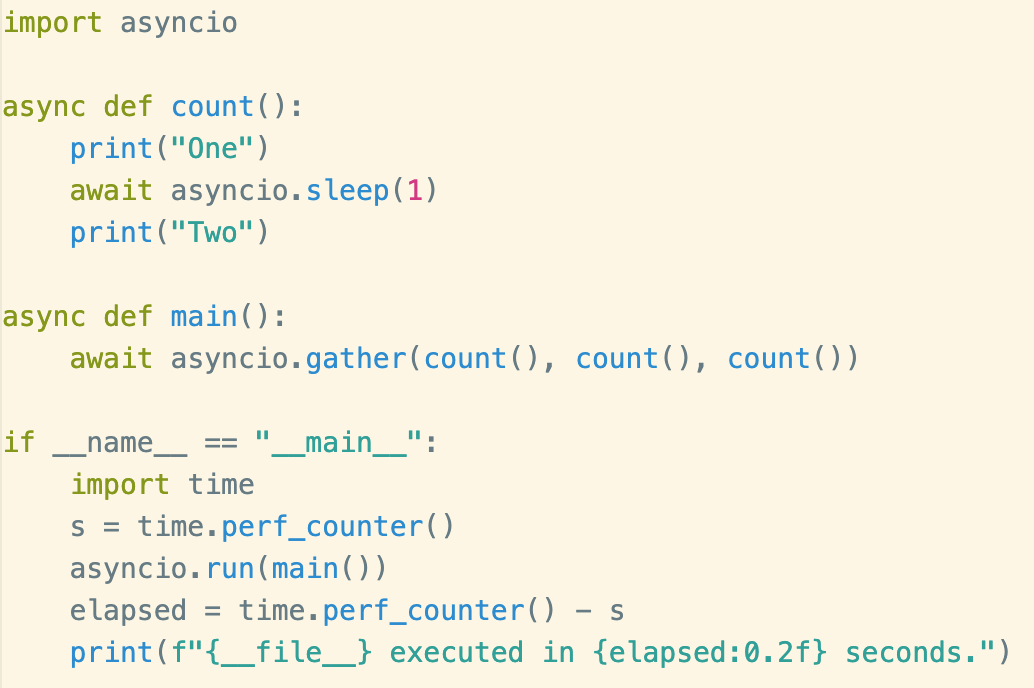 import asyncio

async def count():
    print("One")
    await asyncio.sleep(1)
    print("Two")

async def main():
    await asyncio.gather(count(), count(), count())

if __name__ == "__main__":
    import time
    s = time.perf_counter()
    asyncio.run(main())
    elapsed = time.perf_counter() - s
    print(f"{__file__} executed in {elapsed:0.2f} seconds.")